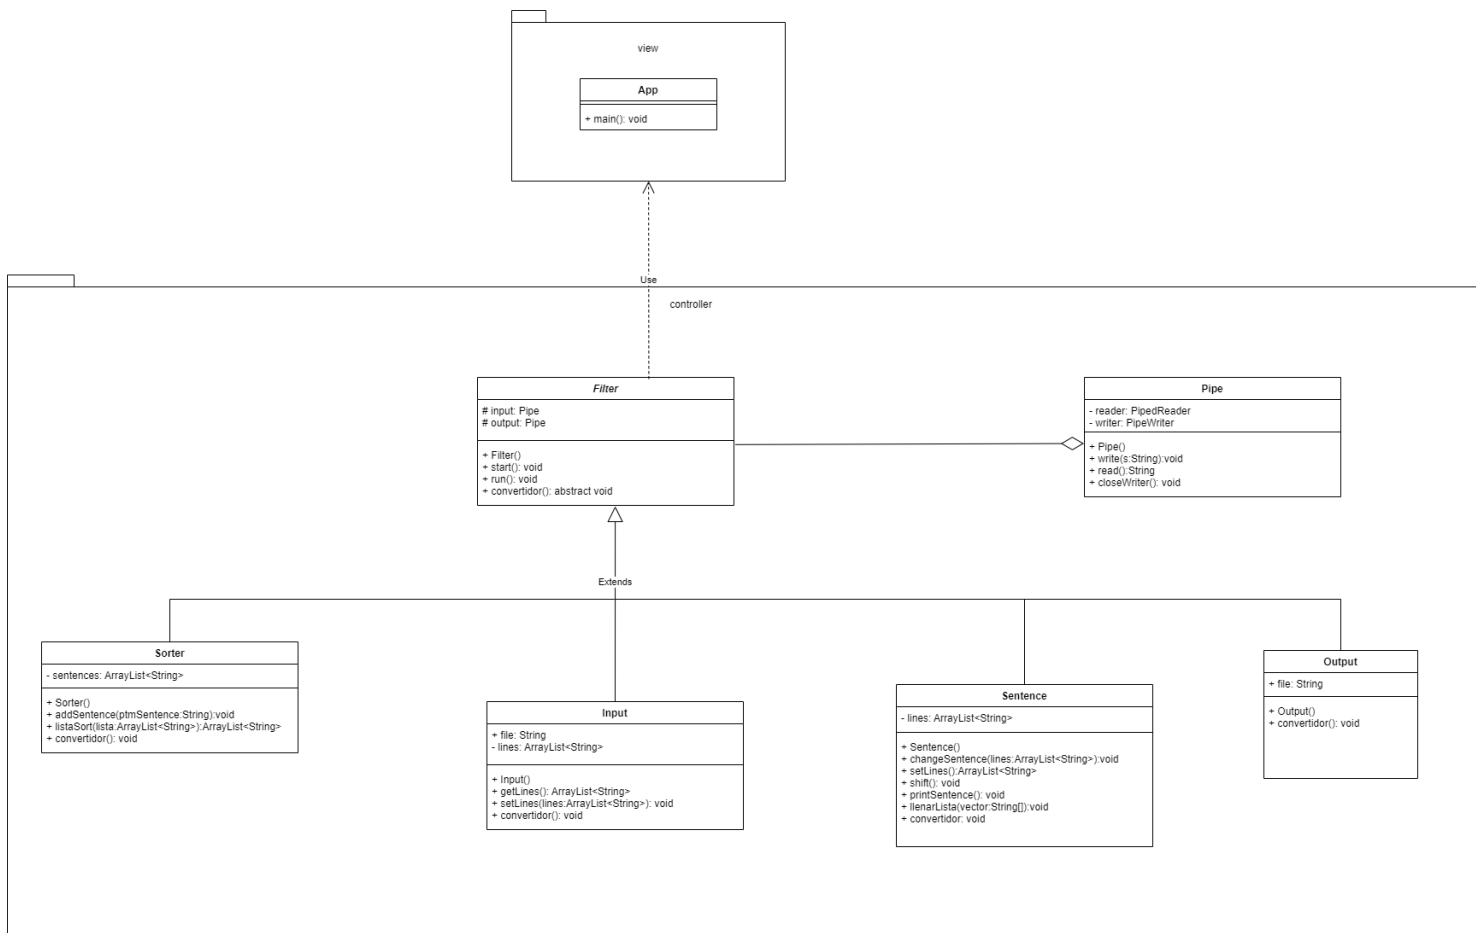 view
App
+ main(): void
Use
controller
Filter
# input: Pipe
# output: Pipe
+ Filter()
+ start(): void
+ run(): void
+ convertidor(): abstract void
Pipe
- reader: PipedReader
- writer: PipeWriter
+ Pipe()
+ write(s:String):void
+ read():String
+ closeWriter(): void
Extends
Sorter
- sentences: ArrayList<String>
+ Sorter()
+ addSentence(ptmSentence:String):void
+ listaSort(lista:ArrayList<String>):ArrayList<String>
+ convertidor(): void
Input
+ file: String
- lines: ArrayList<String>
+ Input()
+ getLines(): ArrayList<String>
+ setLines(lines:ArrayList<String>): void
+ convertidor(): void
Sentence
- lines: ArrayList<String>
+ Sentence()
+ changeSentence(lines:ArrayList<String>):void
+ setLines():ArrayList<String>
+ shift(): void
+ printSentence(): void
+ llenarLista(vector:String[]):void
+ convertidor: void
Output
+ file: String
+ Output()
+ convertidor(): void